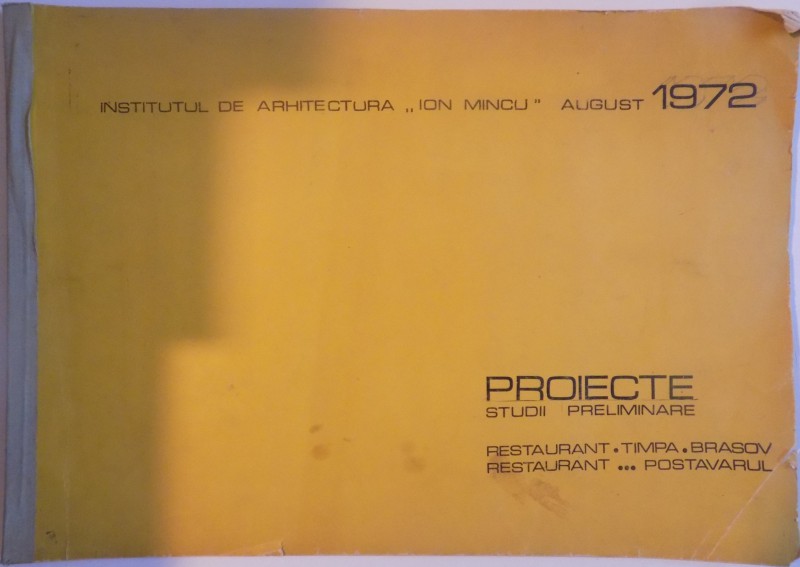 INSTITUTUL DE ARHITECTURA „ION MINCU" AUGUST 1972
PROIECTE
STUDII PRELIMINARE
RESTAURANT • TIMPA • BRASOV
RESTAURANT ••• POSTAVARUL